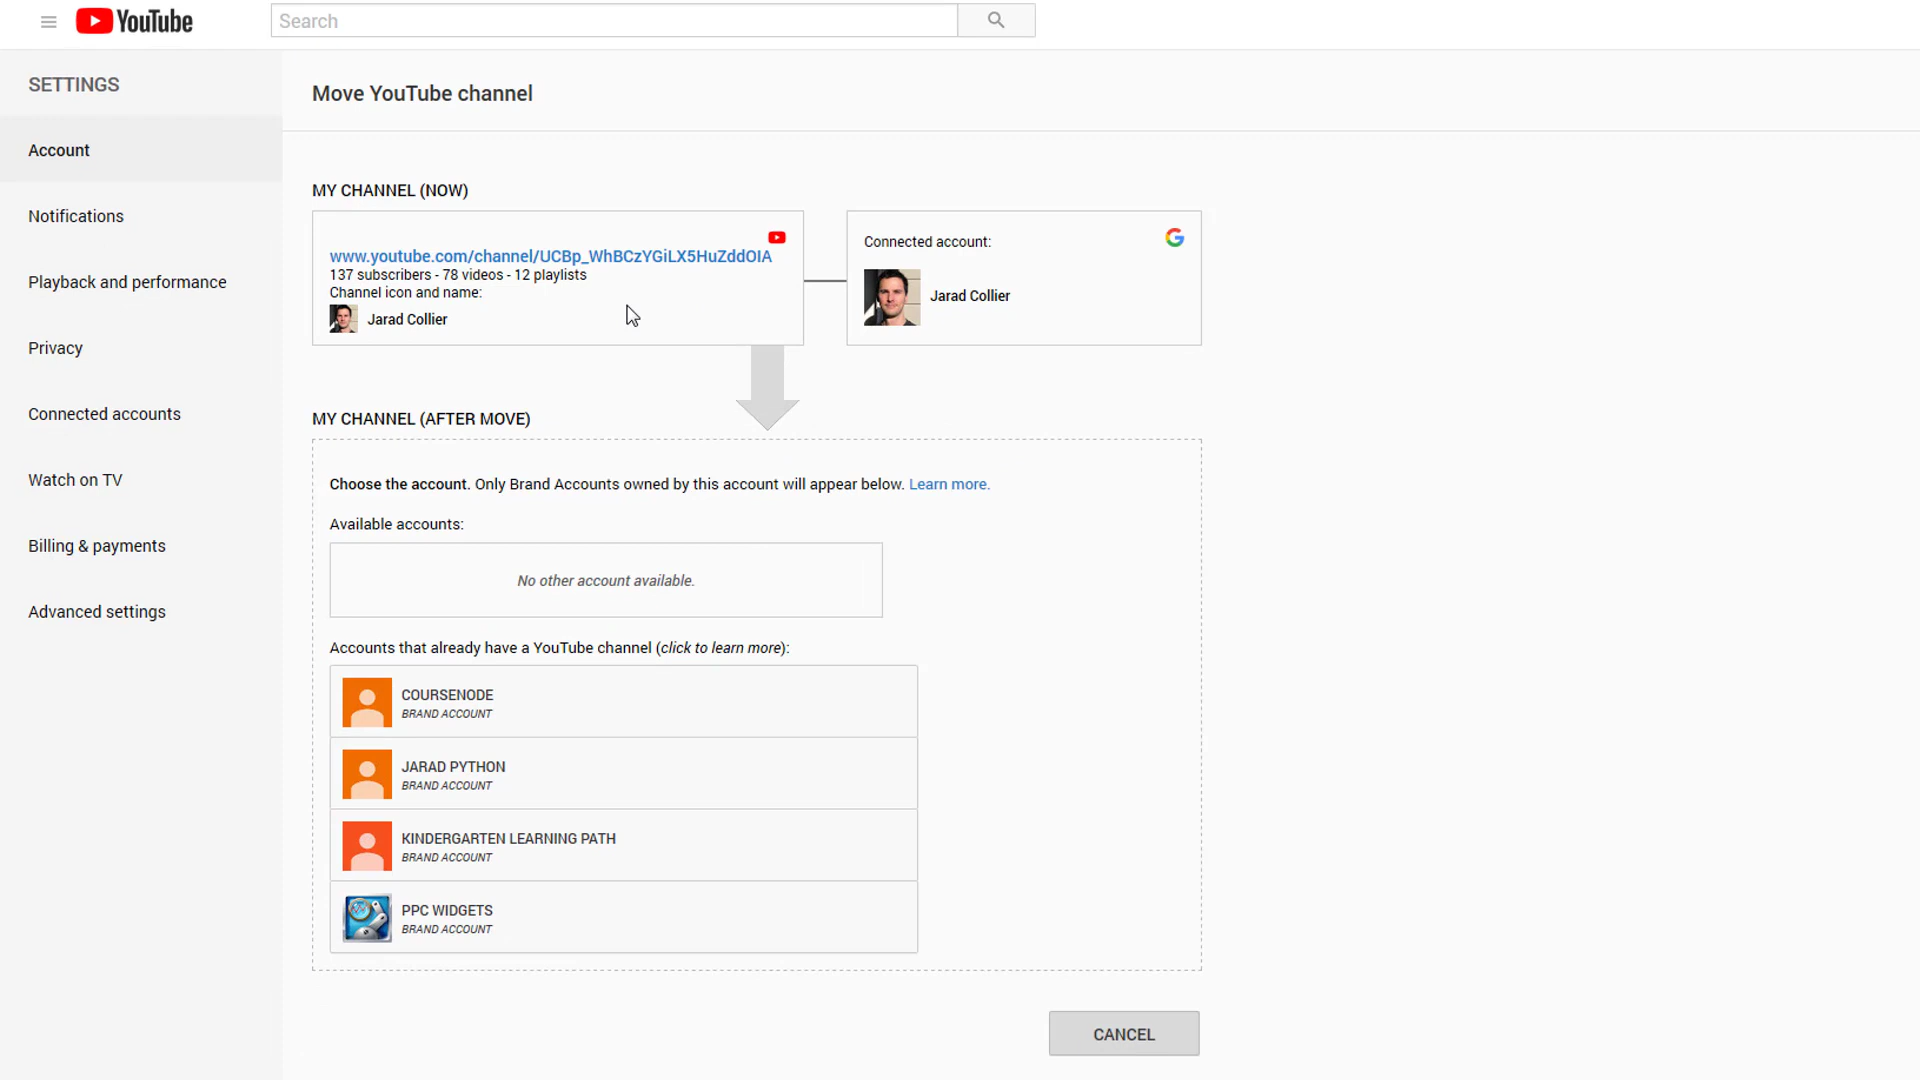 YouTube
Search
SETTINGS
Account
Notifications
Playback and performance
Privacy
Connected accounts
Watch on TV
Billing & payments
Advanced settings
Move YouTube channel
MY CHANNEL (NOW)
www.youtube.com/channel/UCBp_WhBCzYGiLX5HuZddOIA
137 subscribers - 78 videos - 12 playlists
Channel icon and name:
Jarad Collier
Connected account:
Jarad Collier
MY CHANNEL (AFTER MOVE)
Choose the account. Only Brand Accounts owned by this account will appear below. Learn more.
Available accounts:
No other account available.
Accounts that already have a YouTube channel (click to learn more):
COURSENODE
BRAND ACCOUNT
JARAD PYTHON
BRAND ACCOUNT
KINDERGARTEN LEARNING PATH
BRAND ACCOUNT
PPC WIDGETS
BRAND ACCOUNT
CANCEL